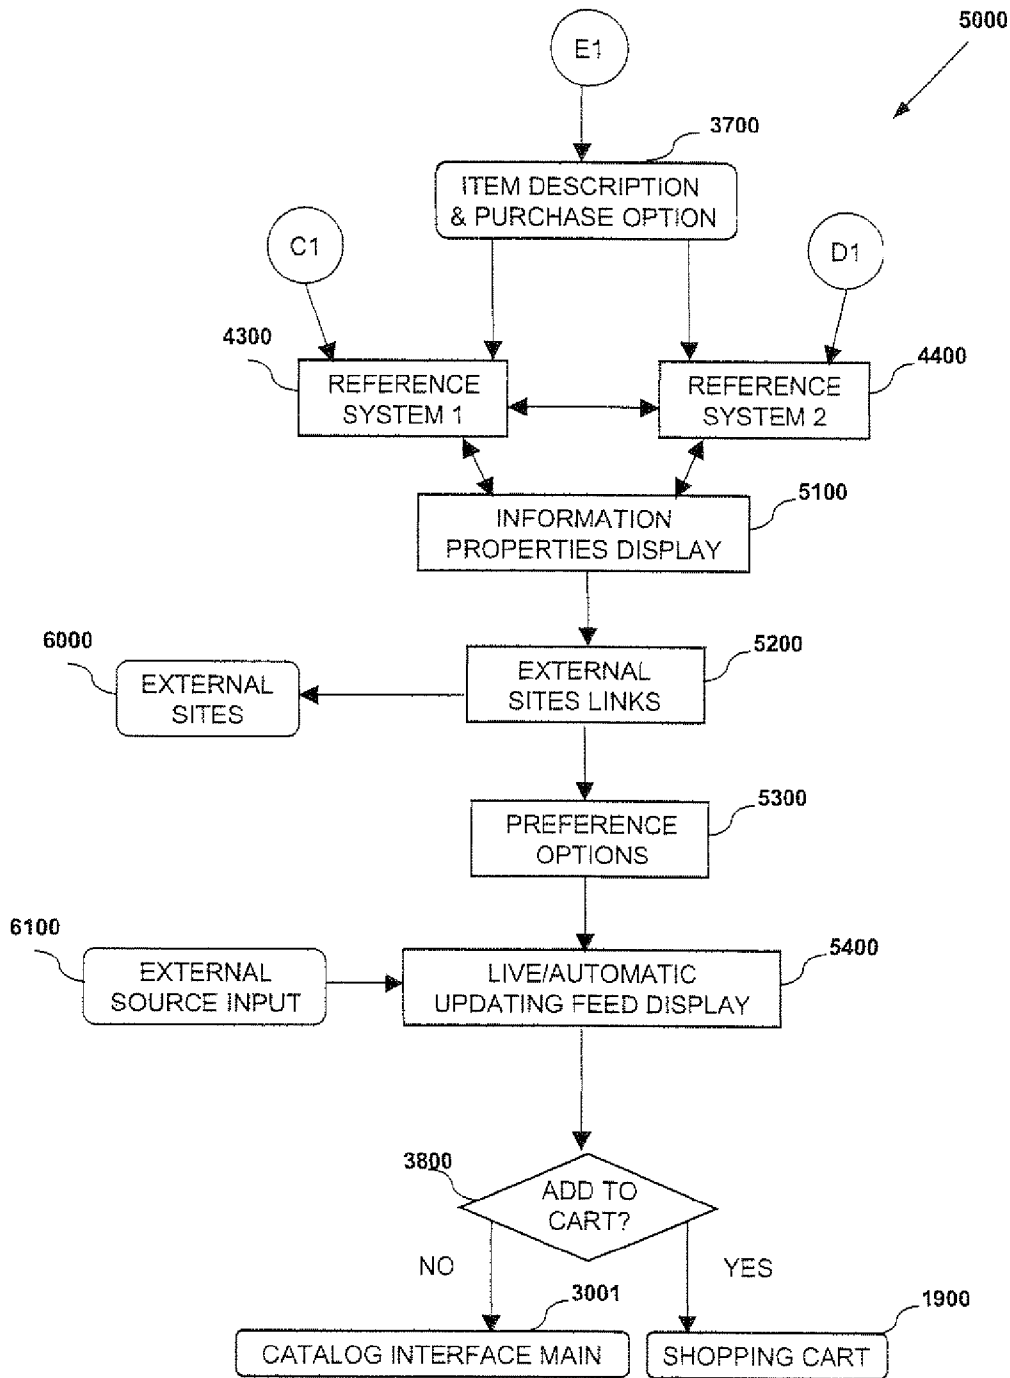 5000
E1
3700
ITEM DESCRIPTION
& PURCHASE OPTION
C1
D1
4300
REFERENCE
SYSTEM 1
4400
REFERENCE
SYSTEM 2
5100
INFORMATION
PROPERTIES DISPLAY
6000
EXTERNAL
SITES
5200
EXTERNAL
SITES LINKS
5300
PREFERENCE
OPTIONS
6100
EXTERNAL
SOURCE INPUT
5400
LIVE/AUTOMATIC
UPDATING FEED DISPLAY
3800
ADD TO
CART?
NO
YES
3001
CATALOG INTERFACE MAIN
1900
SHOPPING CART